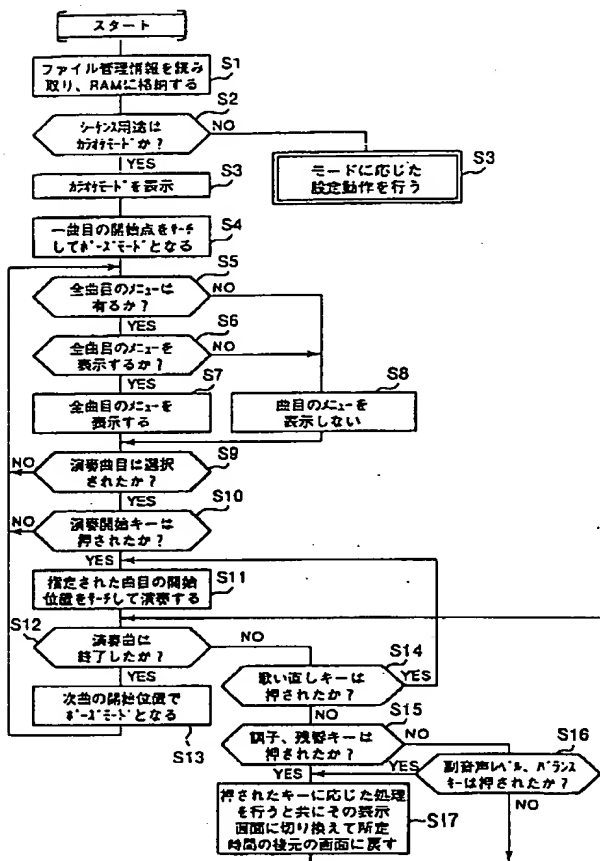 スタート
ファイル管理情報を読み
取り、RAMに格納する
S1
S2
シーケンス用途は
カラオケモードか?
NO
YES
S3
カラオケモードを表示
モードに応じた
設定動作を行う
S3
S4
一曲目の開始点をサーチ
してポーズモードとなる
S5
全曲目のメニューは
有るか?
NO
YES
S6
全曲目のメニューを
表示するか?
NO
YES
S7
全曲目のメニューを
表示する
S8
曲目のメニューを
表示しない
S9
NO
演奏曲目は選択
されたか?
YES
S10
NO
演奏開始キーは
押されたか?
YES
S11
指定された曲目の開始
位置をサーチして演奏する
S12
演奏曲は
終了したか?
NO
YES
次曲の開始位置で
ポーズモードとなる
S13
S14
歌い直しキーは
押されたか?
YES
NO
S15
調子、残響キーは
押されたか?
NO
YES
S16
副音声レベル、バランス
キーは押されたか?
YES
NO
押されたキーに応じた処理
を行うと共にその表示
画面に切り換えて所定
時間の後元の画面に戻す
S17